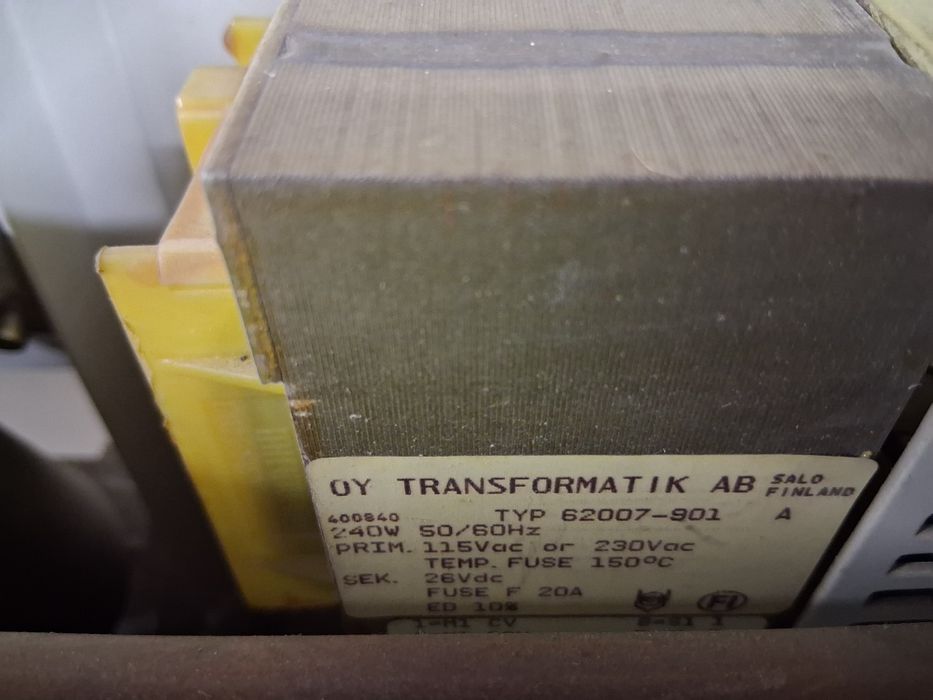 OY TRANSFORMATIK AB SALO FINLAND
400840 TYP 62007-901 A
240W 50/60Hz
PRIM. 115Vac or 230Vac
TEMP. FUSE 150°C
SEK. 26Vdc
FUSE F 20A
ED 10%
FI